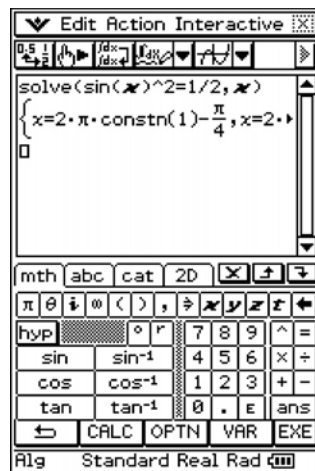 Edit Action Interactive
solve(sin(x)^2=1/2, x)
{x=2·π·constn(1)-π/4, x=2·
mth abc cat 2D
π θ i ∞ ( ) , ⇒ x y z t ←
hyp ° r 7 8 9 ^ =
sin sin⁻¹ 4 5 6 × ÷
cos cos⁻¹ 1 2 3 + −
tan tan⁻¹ 0 . E ans
CALC OPTN VAR EXE
Alg Standard Real Rad